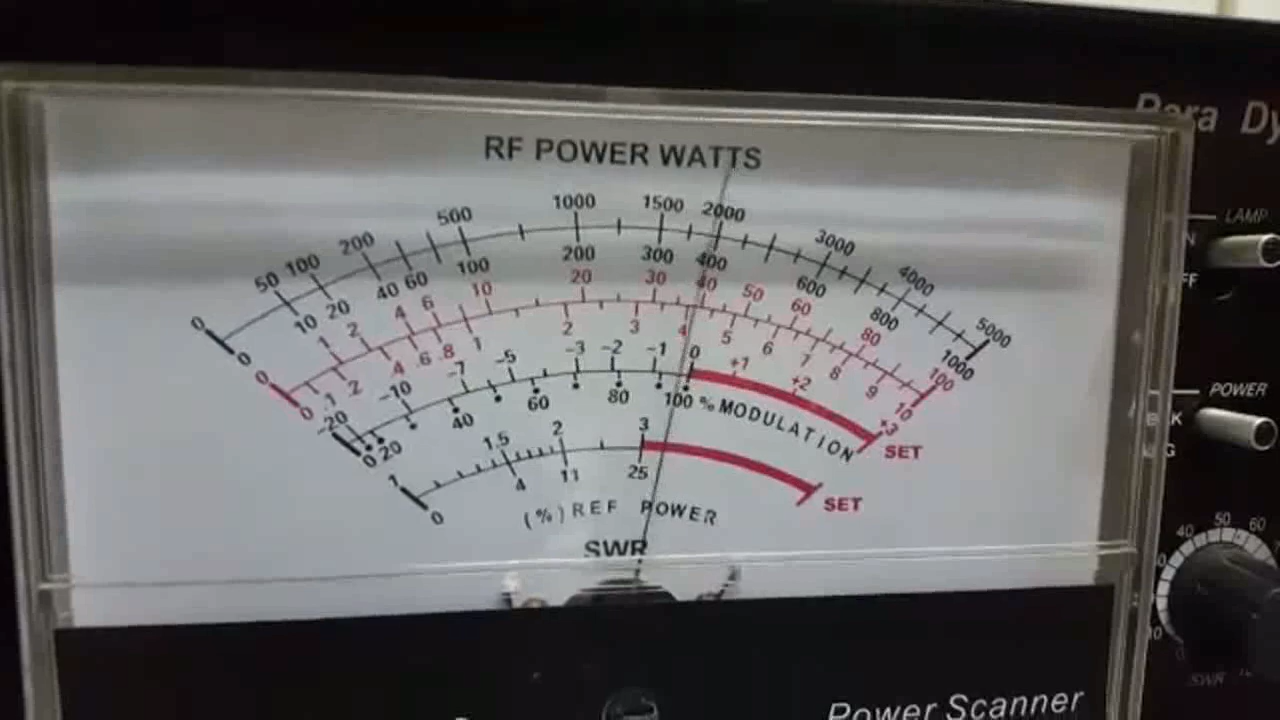 RF POWER WATTS
0 50 100 200 500 1000 1500 2000 3000 4000 5000
0 10 20 40 60 100 200 300 400 600 800 1000
0 1 2 4 6 10 20 30 40 50 60 80 100
0 .1 .2 .4 .6 .8 1 2 3 4 5 6 7 8 9 10
-20 -10 -7 -5 -3 -2 -1 0 +1 +2 +3
0 20 40 60 80 100 % MODULATION SET
1 1.5 2 3
0 4 11 25 SET
(%) REF POWER
SWR
LAMP
POWER
40 50 60
SWR
Power Scanner